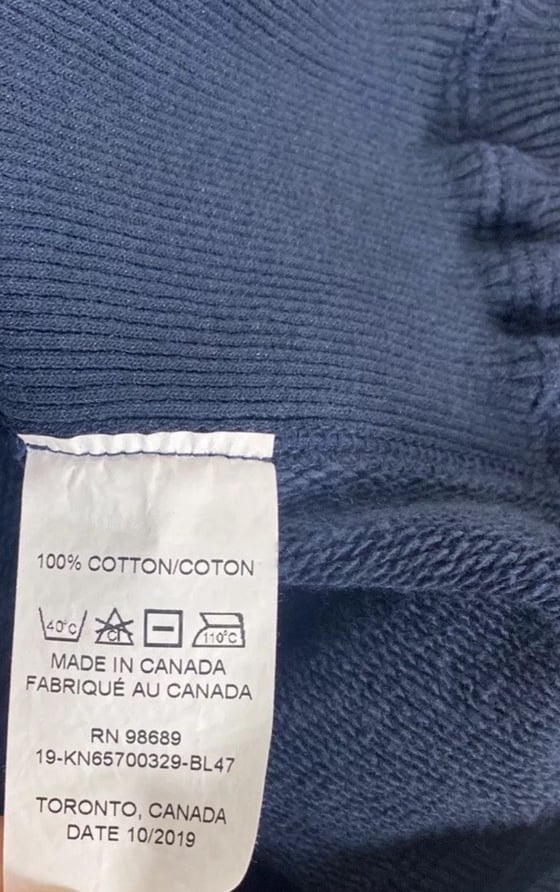 100% COTTON/COTON
40°C Cl 110°C
MADE IN CANADA
FABRIQUÉ AU CANADA
RN 98689
19-KN65700329-BL47
TORONTO, CANADA
DATE 10/2019